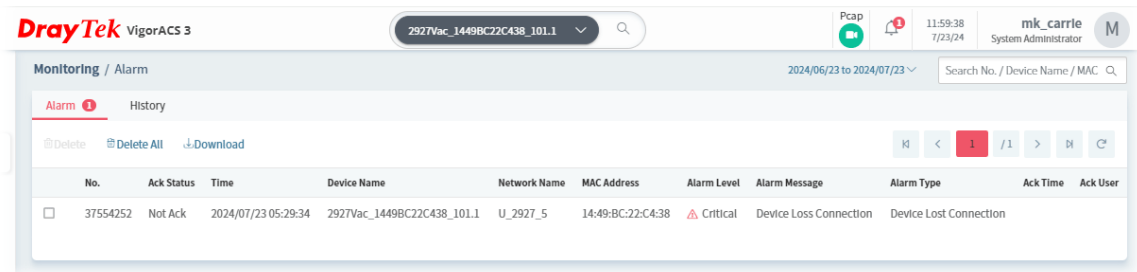 DrayTek VigorACS 3
2927Vac_1449BC22C438_101.1
Pcap
1
11:59:38
7/23/24
mk_carrie
System Administrator
M
Monitoring / Alarm
2024/06/23 to 2024/07/23
Search No. / Device Name / MAC
Alarm 1 History
Delete Delete All Download
1 / 1
No. Ack Status Time Device Name Network Name MAC Address Alarm Level Alarm Message Alarm Type Ack Time Ack User
37554252 Not Ack 2024/07/23 05:29:34 2927Vac_1449BC22C438_101.1 U_2927_5 14:49:BC:22:C4:38 Critical Device Loss Connection Device Lost Connection